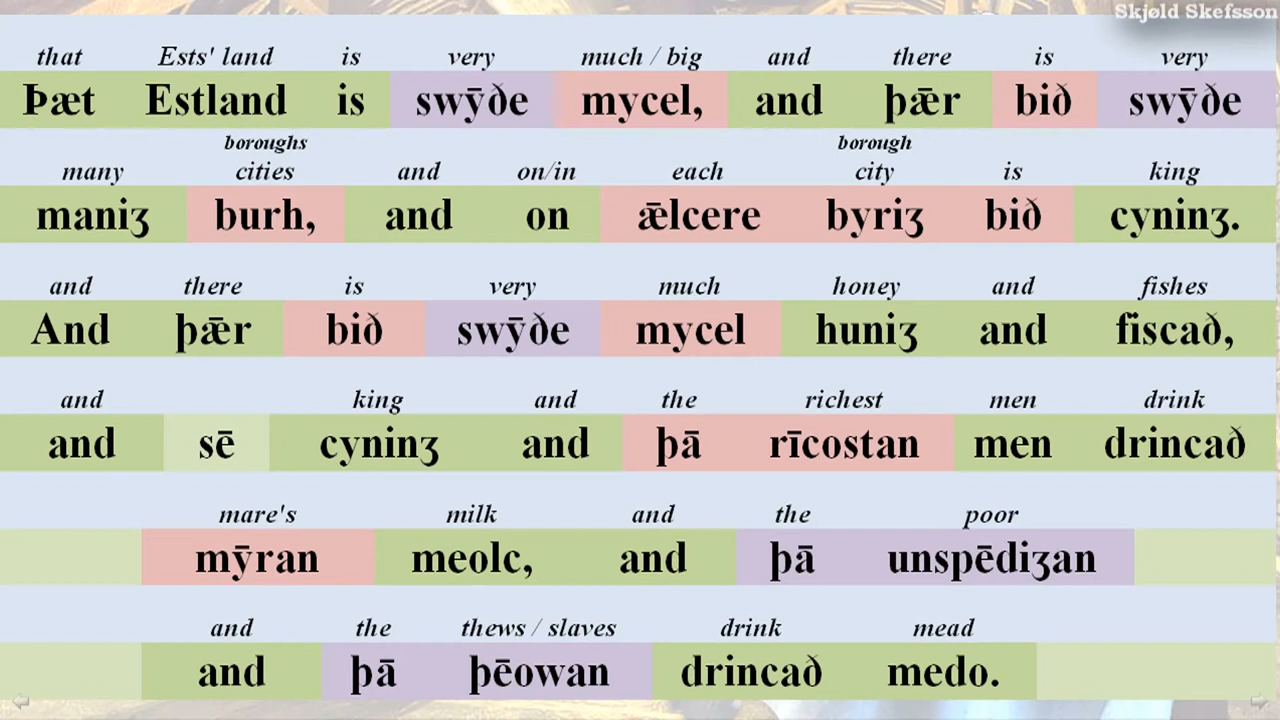 Skjøld Skefsson
that Ests' land is very much / big and there is very
Þæt Estland is swȳðe mycel, and þǣr bið swȳðe
boroughs borough
many cities and on/in each city is king
maniʒ burh, and on ǣlcere byriʒ bið cyninʒ.
and there is very much honey and fishes
And þǣr bið swȳðe mycel huniʒ and fiscað,
and king and the richest men drink
and sē cyninʒ and þā rīcostan men drincað
mare's milk and the poor
mȳran meolc, and þā unspēdiʒan
and the thews / slaves drink mead
and þā þēowan drincað medo.